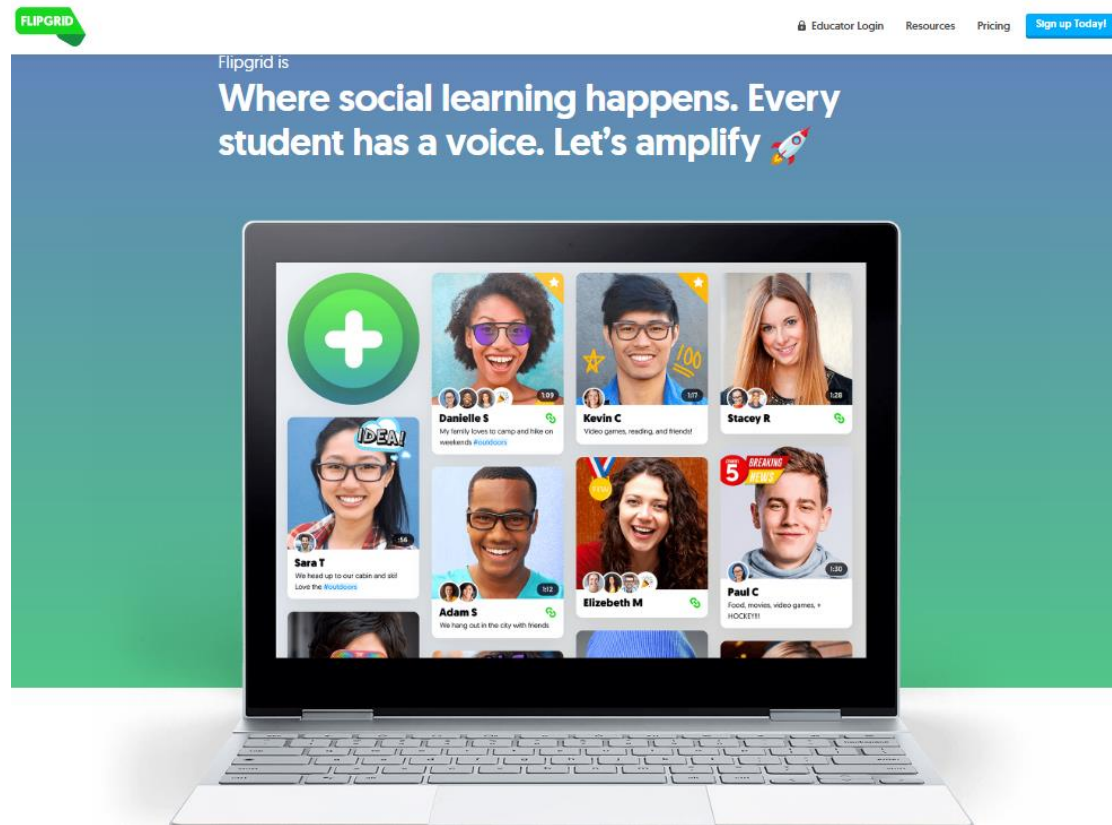 FLIPGRID
Educator Login
Resources
Pricing
Sign up Today!
Flipgrid is
Where social learning happens. Every
student has a voice. Let's amplify 🚀
1:09
Danielle S
My family loves to camp and hike on
weekends #outdoors
100
1:17
Kevin C
Video games, reading, and friends!
1:28
Stacey R
IDEA!
:56
Sara T
We head up to our cabin and ski!
Love the #outdoors
1:12
Adam S
We hang out in the city with friends
Elizebeth M
5
BREAKING
NEWS
1:30
Paul C
Food, movies, video games, +
HOCKEY!!!